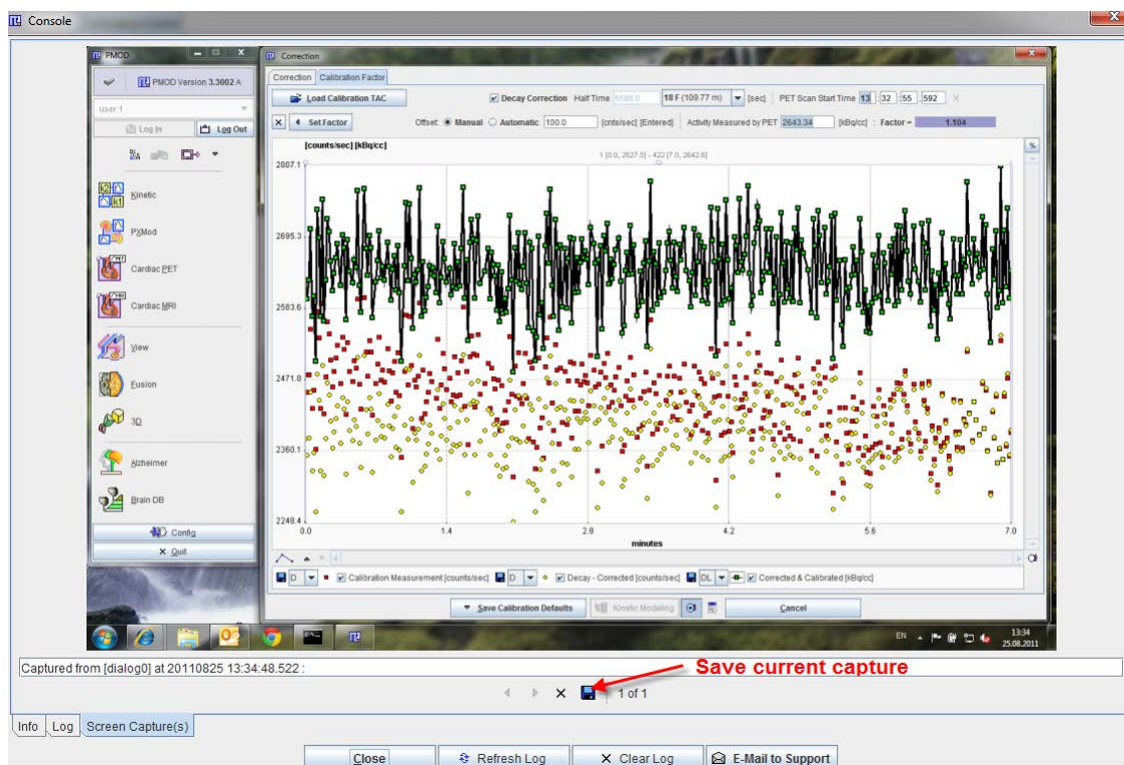 Console
PMOD
Correction
PMOD Version 3.3002 A
user 1
Log In Log Out
Kinetic
PXMod
Cardiac PET
Cardiac MRI
View
Fusion
3D
Alzheimer
Brain DB
Config
Quit
Correction Calibration Factor
Load Calibration TAC Decay Correction Half Time 6588.0 18 F (109.77 m) [sec] PET Scan Start Time 13 :32 :55 .592
Set Factor Offset: Manual Automatic 100.0 [cnts/sec] [Entered] Activity Measured by PET 2643.34 [kBq/cc] : Factor = 1.104
[counts/sec] [kBq/cc]
1 [0.0, 2627.5] - 422 [7.0, 2642.6]
%
2807.1
2695.3
2583.6
2471.8
2360.1
2248.4
0.0 1.4 2.8 4.2 5.6 7.0
minutes
D Calibration Measurement [counts/sec] D Decay - Corrected [counts/sec] DL Corrected & Calibrated [kBq/cc]
Save Calibration Defaults Kinetic Modeling Cancel
EN 13:34
25.08.2011
Captured from [dialog0] at 20110825 13:34:48.522 :
Save current capture
1 of 1
Info Log Screen Capture(s)
Close Refresh Log Clear Log E-Mail to Support